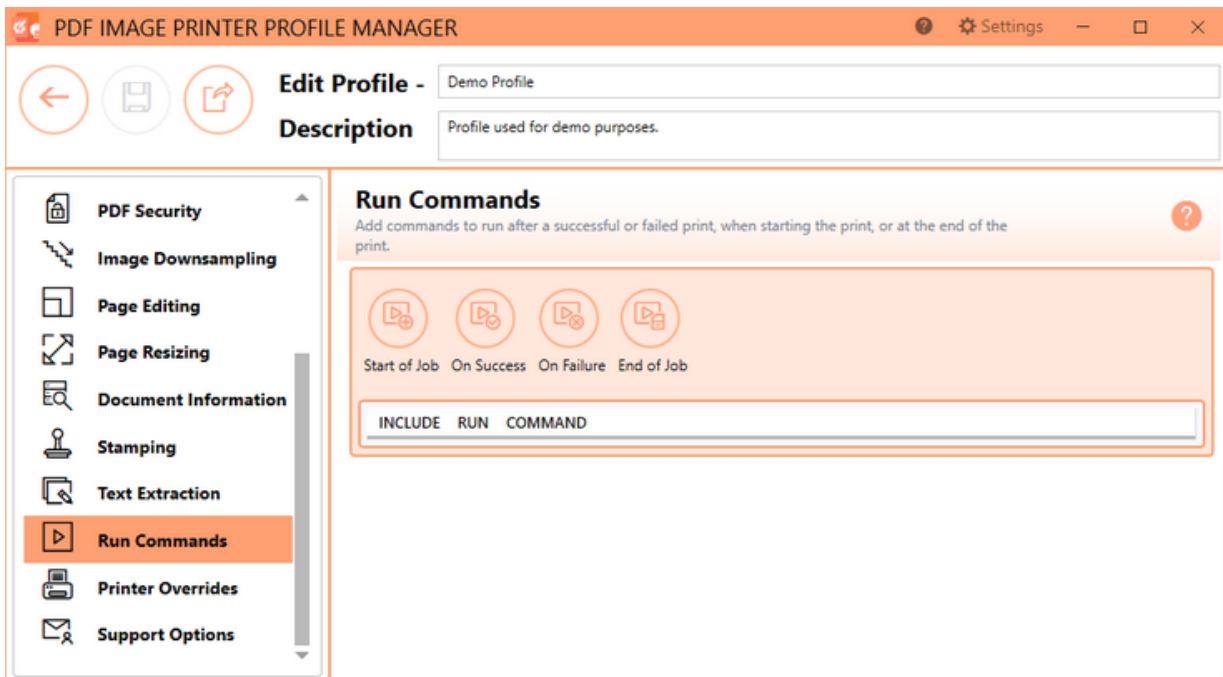 PDF IMAGE PRINTER PROFILE MANAGER
? Settings
Edit Profile - Demo Profile
Description Profile used for demo purposes.
PDF Security
Image Downsampling
Page Editing
Page Resizing
Document Information
Stamping
Text Extraction
Run Commands
Printer Overrides
Support Options
Run Commands
Add commands to run after a successful or failed print, when starting the print, or at the end of the
print.
?
Start of Job On Success On Failure End of Job
INCLUDE RUN COMMAND